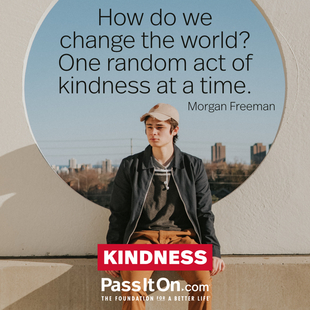 How do we
change the world?
One random act of
kindness at a time.
Morgan Freeman
KINDNESS
PassItOn.com
THE FOUNDATION FOR A BETTER LIFE